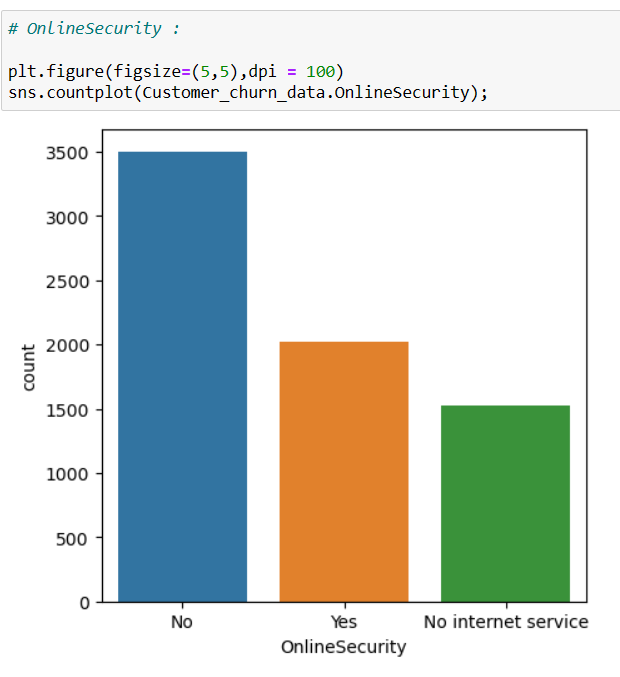 # OnlineSecurity :
plt.figure(figsize=(5,5),dpi = 100)
sns.countplot(Customer_churn_data.OnlineSecurity);
3500
3000
2500
2000
1500
1000
500
0
count
No Yes No internet service
OnlineSecurity